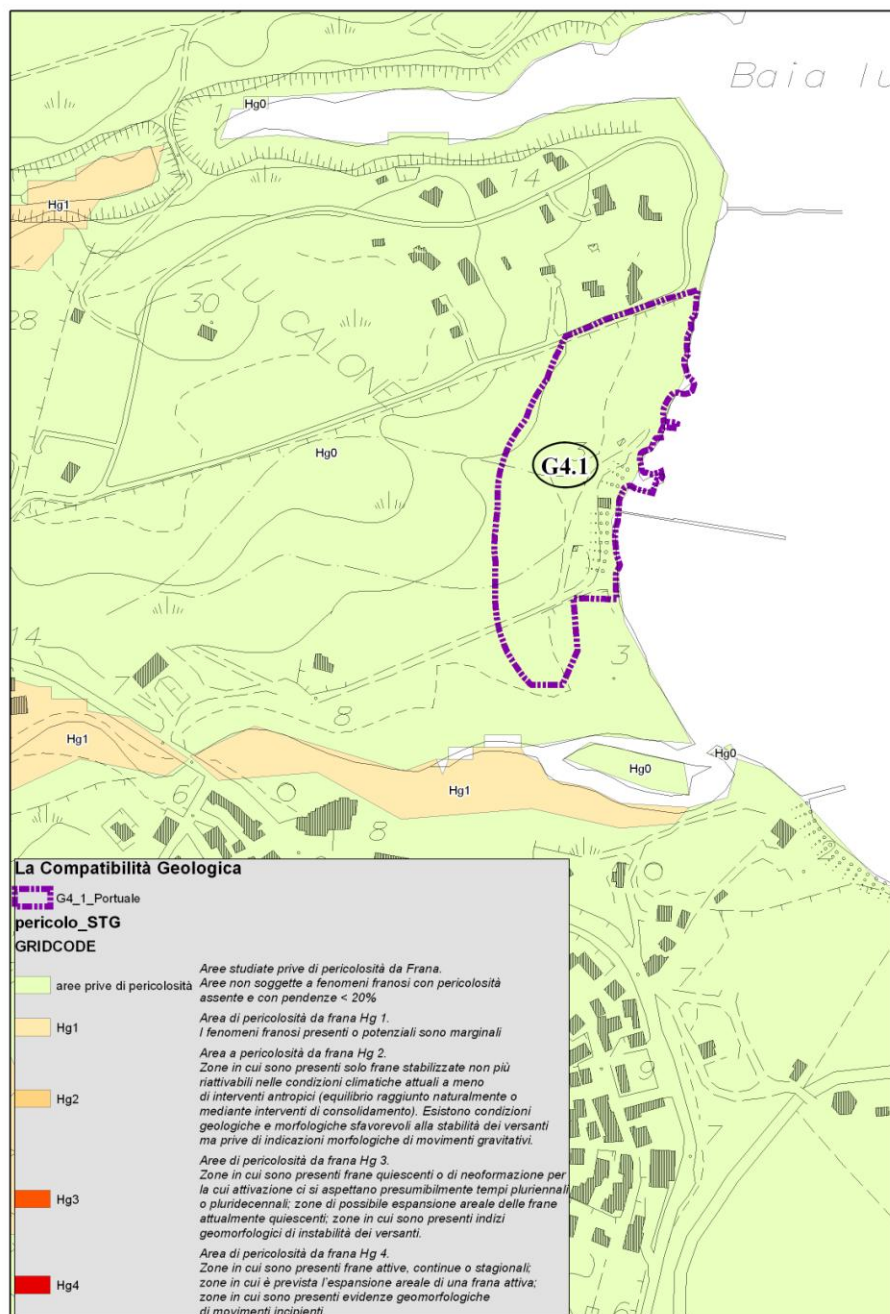 Baia lu
Hg0
1
14
Hg1
LU
30
CALONE
28
Hg0
3
G4.1
14
3
7
8
Hg1
Hg0
Hg0
Hg1
6
8
La Compatibilità Geologica
G4_1_Portuale
pericolo_STG
GRIDCODE
aree prive di pericolosità
Aree studiate prive di pericolosità da Frana.
Aree non soggette a fenomeni franosi con pericolosità
assente e con pendenze < 20%
Hg1
Area di pericolosità da frana Hg 1.
I fenomeni franosi presenti o potenziali sono marginali
Hg2
Area a pericolosità da frana Hg 2.
Zone in cui sono presenti solo frane stabilizzate non più
riattivabili nelle condizioni climatiche attuali a meno
di interventi antropici (equilibrio raggiunto naturalmente o
mediante interventi di consolidamento). Esistono condizioni
geologiche e morfologiche sfavorevoli alla stabilità dei versanti
ma prive di indicazioni morfologiche di movimenti gravitativi.
Hg3
Aree di pericolosità da frana Hg 3.
Zone in cui sono presenti frane quiescenti o di neoformazione per
la cui attivazione ci si aspettano presumibilmente tempi pluriennali
o pluridecennali; zone di possibile espansione areale delle frane
attualmente quiescenti; zone in cui sono presenti indizi
geomorfologici di instabilità dei versanti.
Hg4
Area di pericolosità da frana Hg 4.
Zone in cui sono presenti frane attive, continue o stagionali;
zone in cui è prevista l'espansione areale di una frana attiva;
zone in cui sono presenti evidenze geomorfologiche
di movimenti incipienti
7
9
6